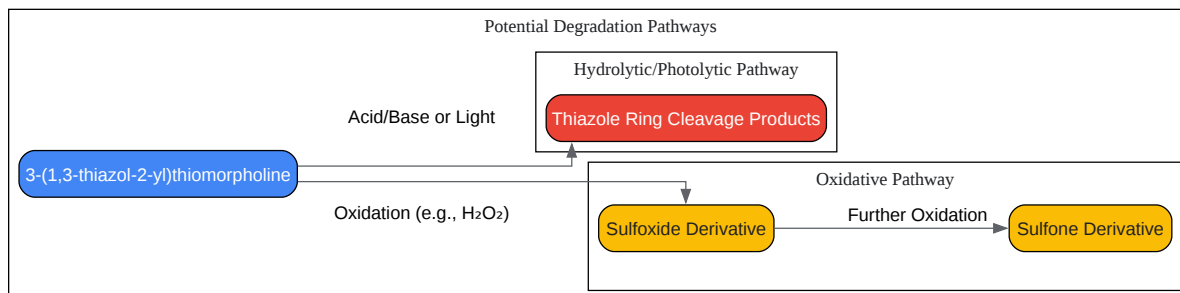 Potential Degradation Pathways
Hydrolytic/Photolytic Pathway
Thiazole Ring Cleavage Products
Acid/Base or Light
3-(1,3-thiazol-2-yl)thiomorpholine
Oxidation (e.g., H₂O₂)
Oxidative Pathway
Sulfoxide Derivative
Further Oxidation
Sulfone Derivative